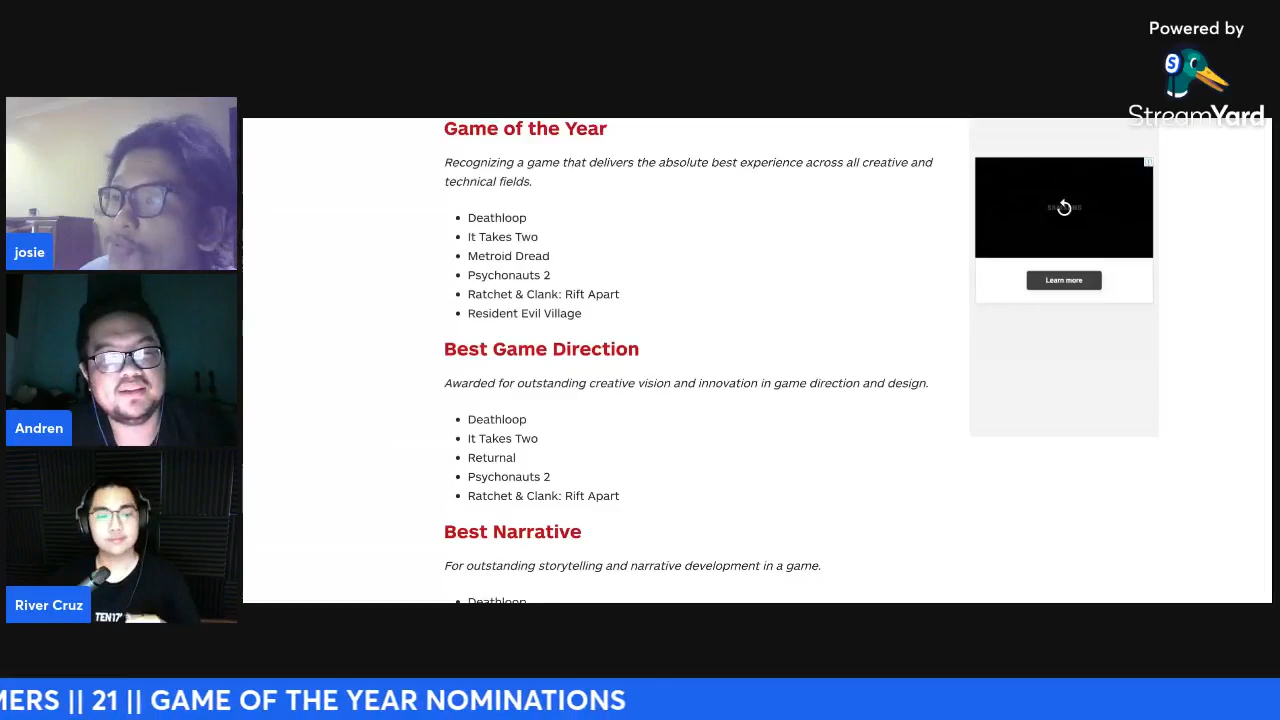 Powered by
S
StreamYard
josie
Andren
River Cruz
TEN17
Game of the Year
Recognizing a game that delivers the absolute best experience across all creative and
technical fields.
• Deathloop
• It Takes Two
• Metroid Dread
• Psychonauts 2
• Ratchet & Clank: Rift Apart
• Resident Evil Village
Best Game Direction
Awarded for outstanding creative vision and innovation in game direction and design.
• Deathloop
• It Takes Two
• Returnal
• Psychonauts 2
• Ratchet & Clank: Rift Apart
Best Narrative
For outstanding storytelling and narrative development in a game.
• Deathloop
SAMSUNG
Learn more
MERS || 21 || GAME OF THE YEAR NOMINATIONS